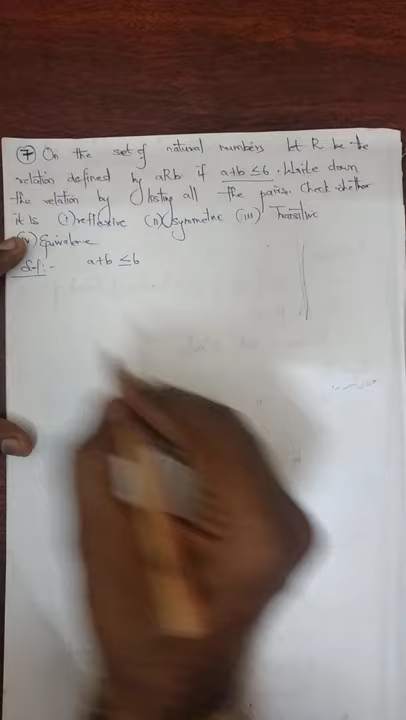 ⑦ On the set of natural numbers let R be the
relation defined by aRb if a+b ≤6. Write down
the relation by listing all the pairs. Check whether
it is (i) reflexive (ii) symmetric (iii) Transitive
(iv) Equivalence
a+b ≤6